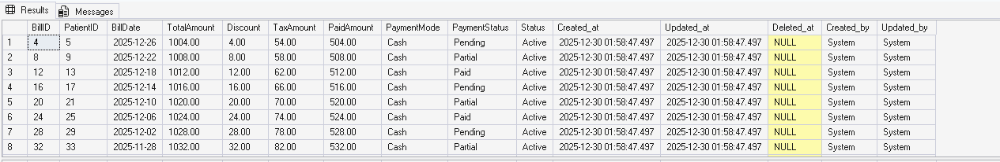 Results Messages
BillID PatientID BillDate TotalAmount Discount TaxAmount PaidAmount PaymentMode PaymentStatus Status Created_at Updated_at Deleted_at Created_by Updated_by
1 4 5 2025-12-26 1004.00 4.00 54.00 504.00 Cash Pending Active 2025-12-30 01:58:47.497 2025-12-30 01:58:47.497 NULL System System
2 8 9 2025-12-22 1008.00 8.00 58.00 508.00 Cash Partial Active 2025-12-30 01:58:47.497 2025-12-30 01:58:47.497 NULL System System
3 12 13 2025-12-18 1012.00 12.00 62.00 512.00 Cash Paid Active 2025-12-30 01:58:47.497 2025-12-30 01:58:47.497 NULL System System
4 16 17 2025-12-14 1016.00 16.00 66.00 516.00 Cash Pending Active 2025-12-30 01:58:47.497 2025-12-30 01:58:47.497 NULL System System
5 20 21 2025-12-10 1020.00 20.00 70.00 520.00 Cash Partial Active 2025-12-30 01:58:47.497 2025-12-30 01:58:47.497 NULL System System
6 24 25 2025-12-06 1024.00 24.00 74.00 524.00 Cash Paid Active 2025-12-30 01:58:47.497 2025-12-30 01:58:47.497 NULL System System
7 28 29 2025-12-02 1028.00 28.00 78.00 528.00 Cash Pending Active 2025-12-30 01:58:47.497 2025-12-30 01:58:47.497 NULL System System
8 32 33 2025-11-28 1032.00 32.00 82.00 532.00 Cash Partial Active 2025-12-30 01:58:47.497 2025-12-30 01:58:47.497 NULL System System